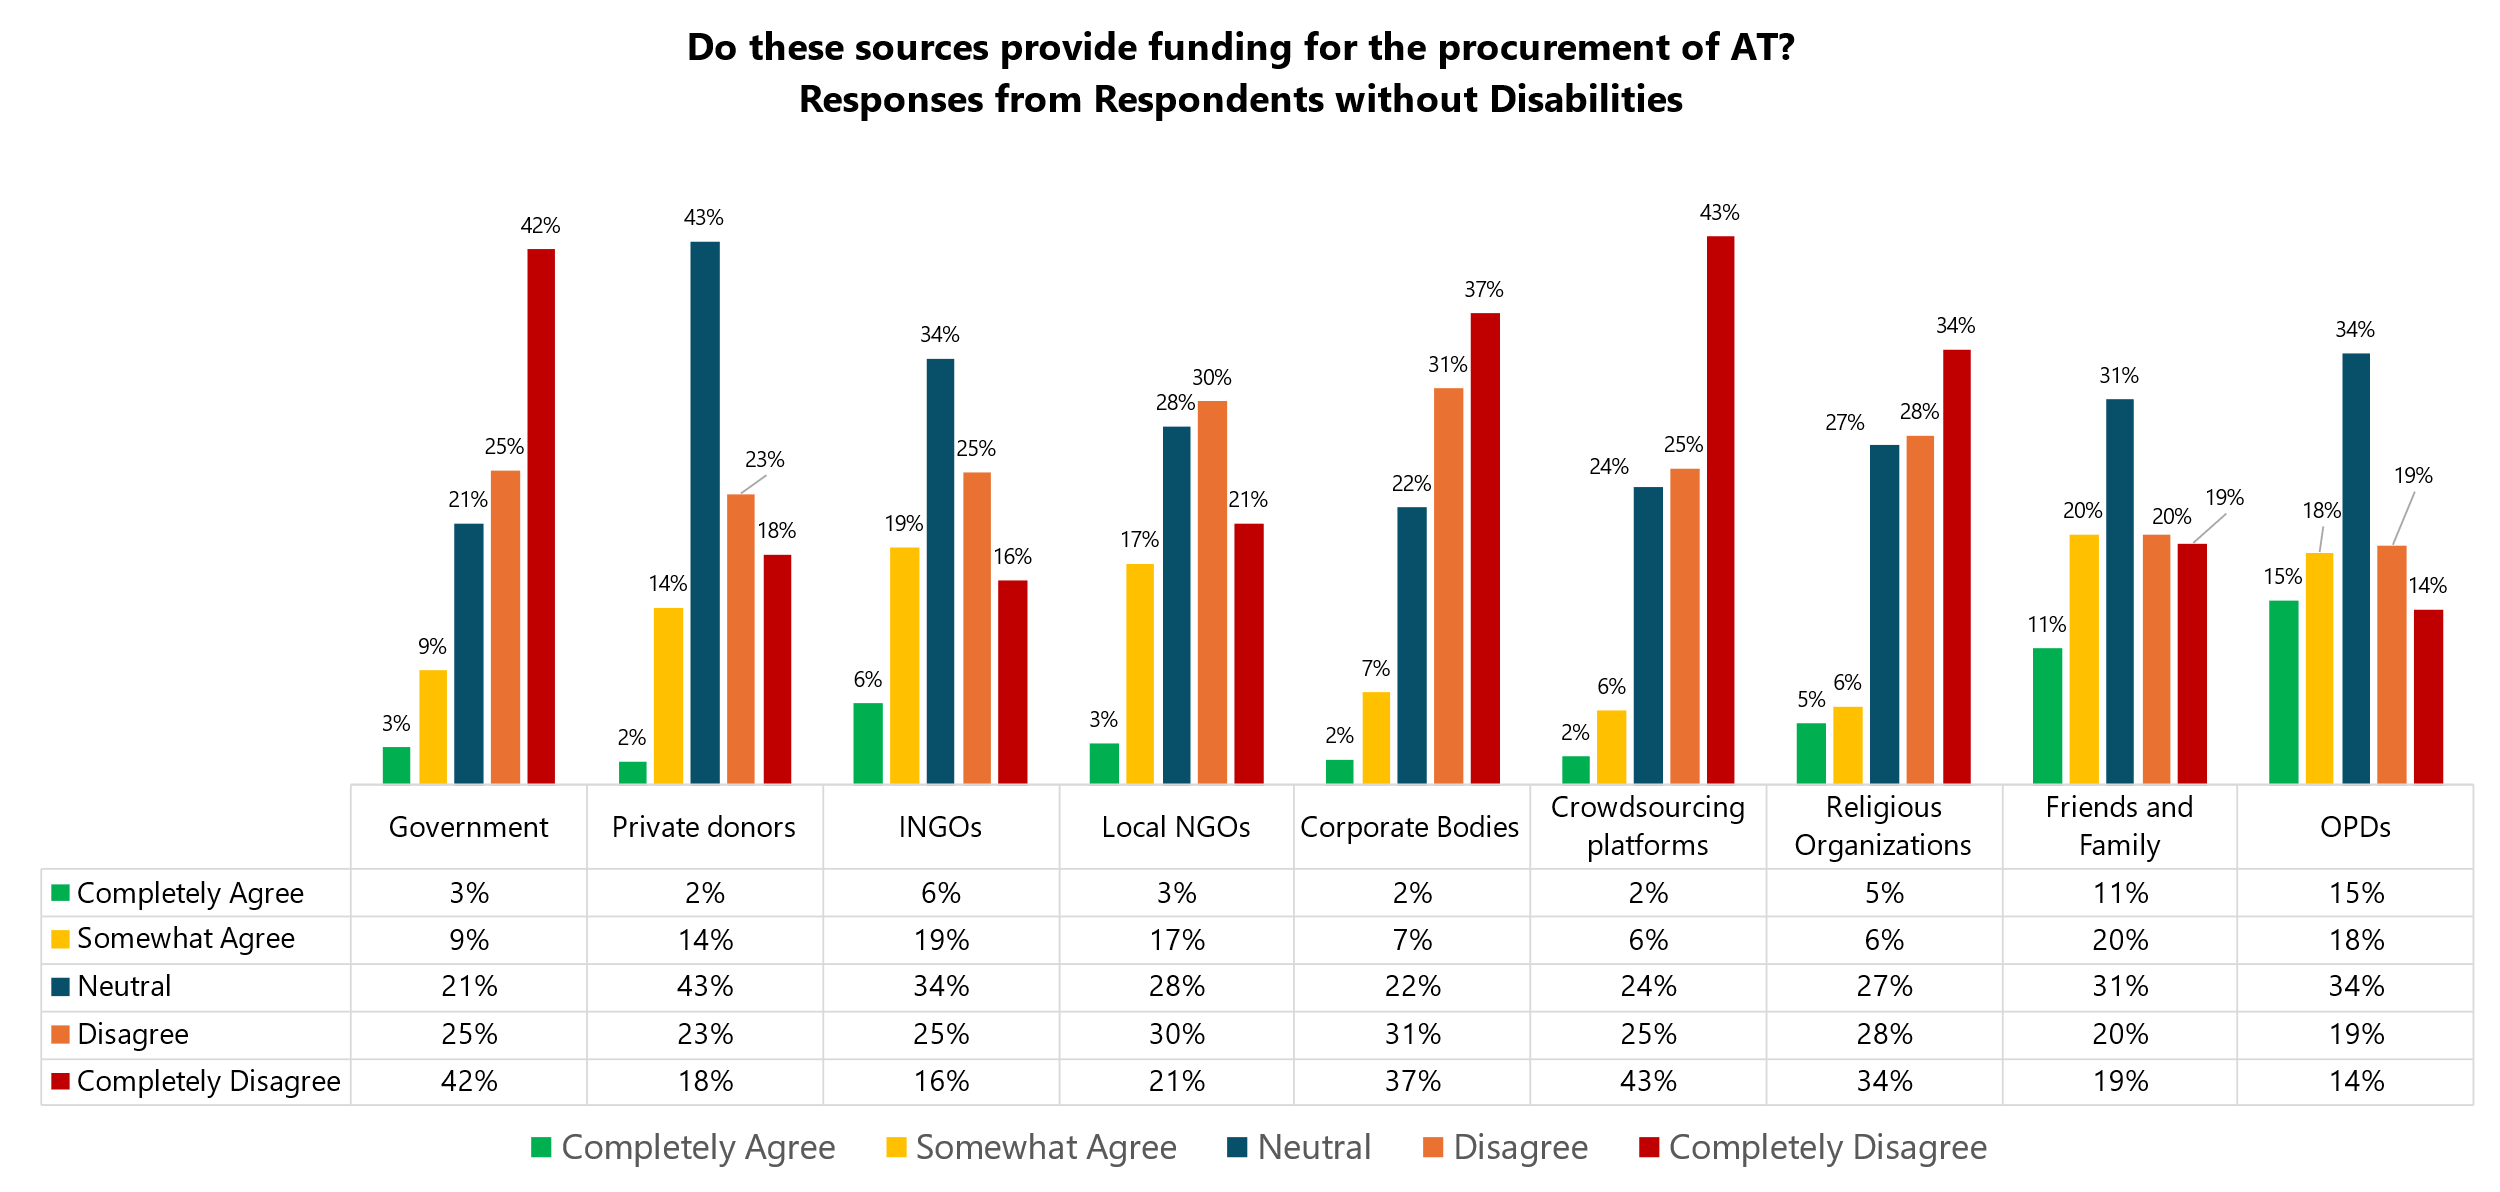 Do these sources provide funding for the procurement of AT?
Responses from Respondents without Disabilities
3%
9%
21%
25%
42%
2%
14%
43%
23%
18%
6%
19%
34%
25%
16%
3%
17%
28%
30%
21%
2%
7%
22%
31%
37%
2%
6%
24%
25%
43%
5%
6%
27%
28%
34%
11%
20%
31%
20%
19%
15%
18%
34%
19%
14%
Government
Private donors
INGOs
Local NGOs
Corporate Bodies
Crowdsourcing
platforms
Religious
Organizations
Friends and
Family
OPDs
Completely Agree 3% 2% 6% 3% 2% 2% 5% 11% 15%
Somewhat Agree 9% 14% 19% 17% 7% 6% 6% 20% 18%
Neutral 21% 43% 34% 28% 22% 24% 27% 31% 34%
Disagree 25% 23% 25% 30% 31% 25% 28% 20% 19%
Completely Disagree 42% 18% 16% 21% 37% 43% 34% 19% 14%
Completely Agree Somewhat Agree Neutral Disagree Completely Disagree